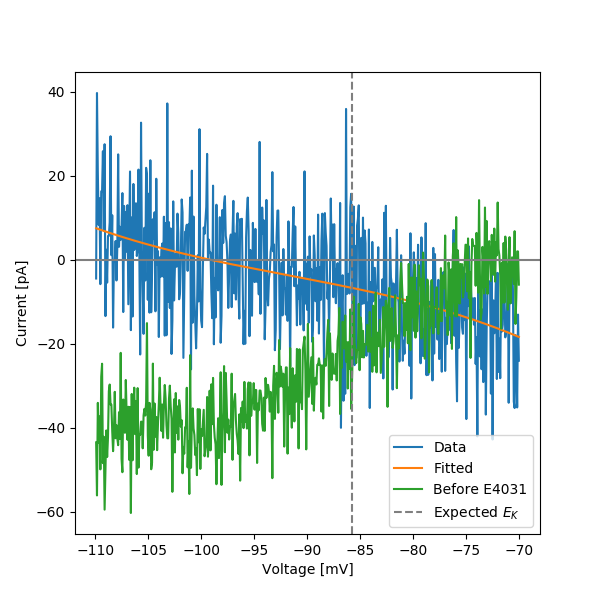 40
20
0
−20
−40
−60
Current [pA]
Data
Fitted
Before E4031
Expected E_K
−110
−105
−100
−95
−90
−85
−80
−75
−70
Voltage [mV]